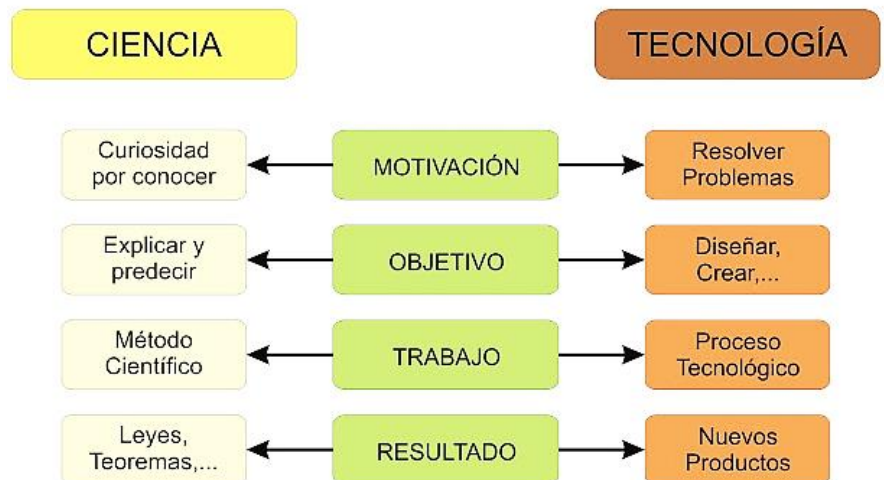 CIENCIA
TECNOLOGÍA
Curiosidad
por conocer
MOTIVACIÓN
Resolver
Problemas
Explicar y
predecir
OBJETIVO
Diseñar,
Crear,...
Método
Científico
TRABAJO
Proceso
Tecnológico
Leyes,
Teoremas,...
RESULTADO
Nuevos
Productos